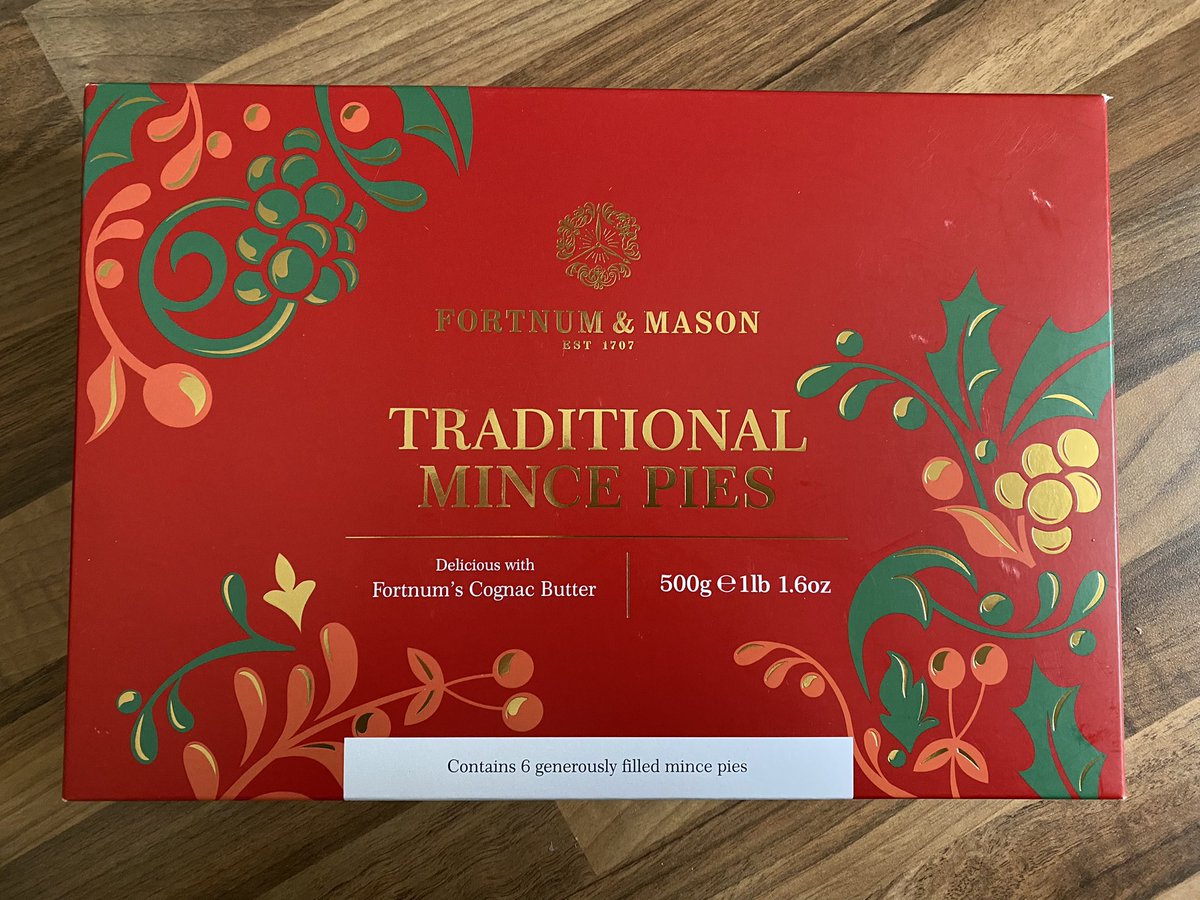 FORTNUM & MASON
EST 1707
TRADITIONAL
MINCE PIES
Delicious with
Fortnum's Cognac Butter
500g ℮ 1lb 1.6oz
Contains 6 generously filled mince pies